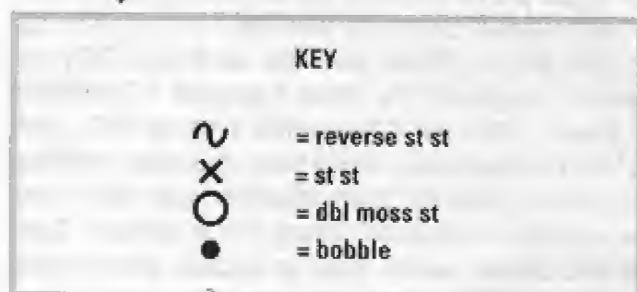 KEY
∿ = reverse st st
✕ = st st
○ = dbl moss st
● = bobble